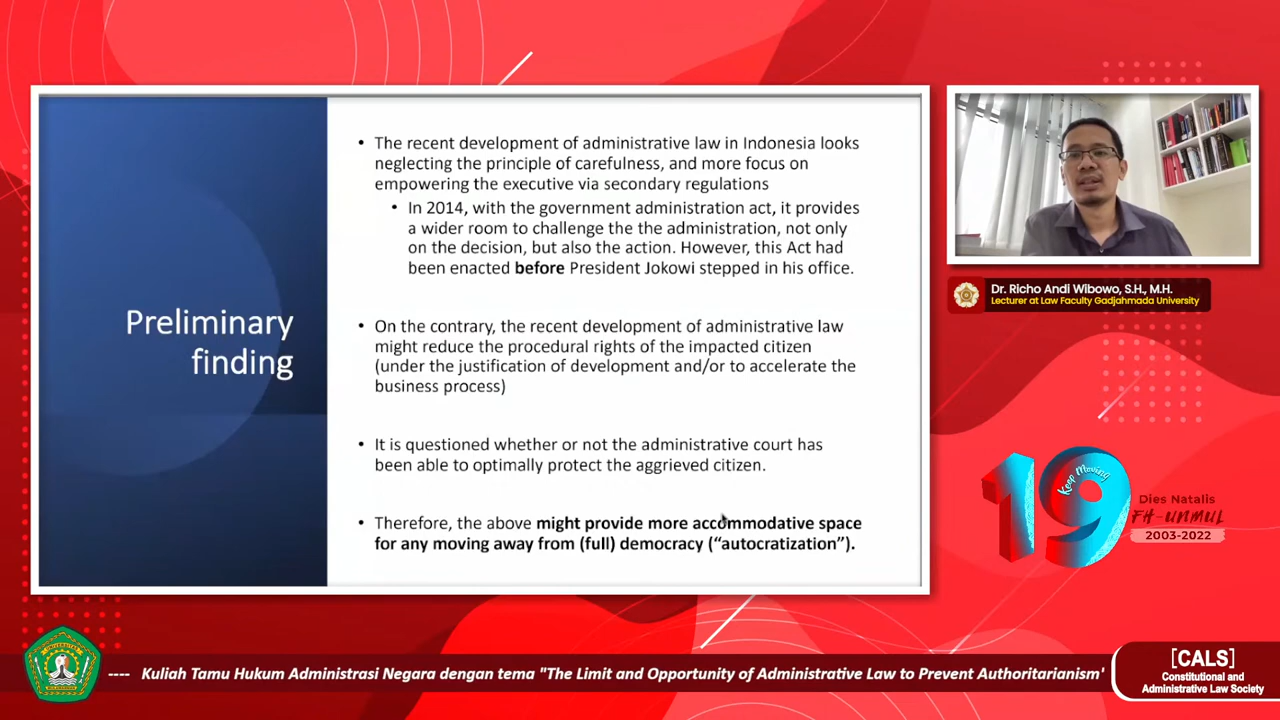 Preliminary
finding
• The recent development of administrative law in Indonesia looks
neglecting the principle of carefulness, and more focus on
empowering the executive via secondary regulations
• In 2014, with the government administration act, it provides
a wider room to challenge the the administration, not only
on the decision, but also the action. However, this Act had
been enacted before President Jokowi stepped in his office.
• On the contrary, the recent development of administrative law
might reduce the procedural rights of the impacted citizen
(under the justification of development and/or to accelerate the
business process)
• It is questioned whether or not the administrative court has
been able to optimally protect the aggrieved citizen.
• Therefore, the above might provide more accommodative space
for any moving away from (full) democracy (“autocratization”).
Dr. Richo Andi Wibowo, S.H., M.H.
Lecturer at Law Faculty Gadjahmada University
19
Keep Moving
Dies Natalis
FH-UNMUL
2003-2022
---- Kuliah Tamu Hukum Administrasi Negara dengan tema "The Limit and Opportunity of Administrative Law to Prevent Authoritarianism'
[CALS]
Constitutional and
Administrative Law Society